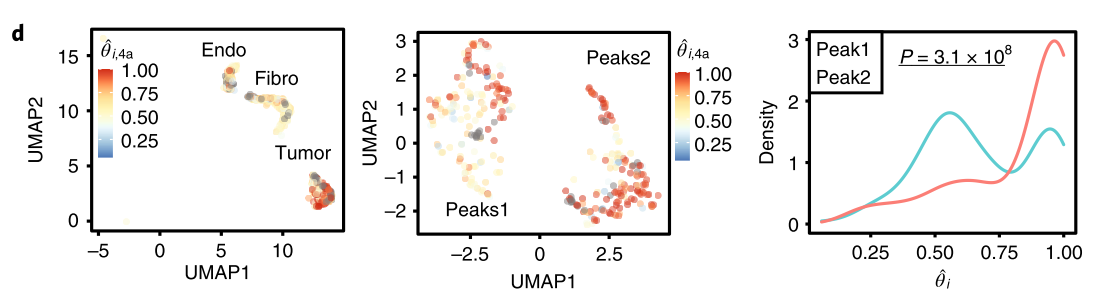 d
θ̂i,4a
1.00
0.75
0.50
0.25
Endo
Fibro
Tumor
UMAP2
15
10
5
0
−5
0
5
10
UMAP1
Peaks2
Peaks1
UMAP2
3
2
1
0
−1
−2
−2.5
0
2.5
UMAP1
θ̂i,4a
1.00
0.75
0.50
0.25
Peak1
Peak2
P = 3.1 × 10⁸
Density
3
2
1
0
0.25
0.50
0.75
1.00
θ̂i